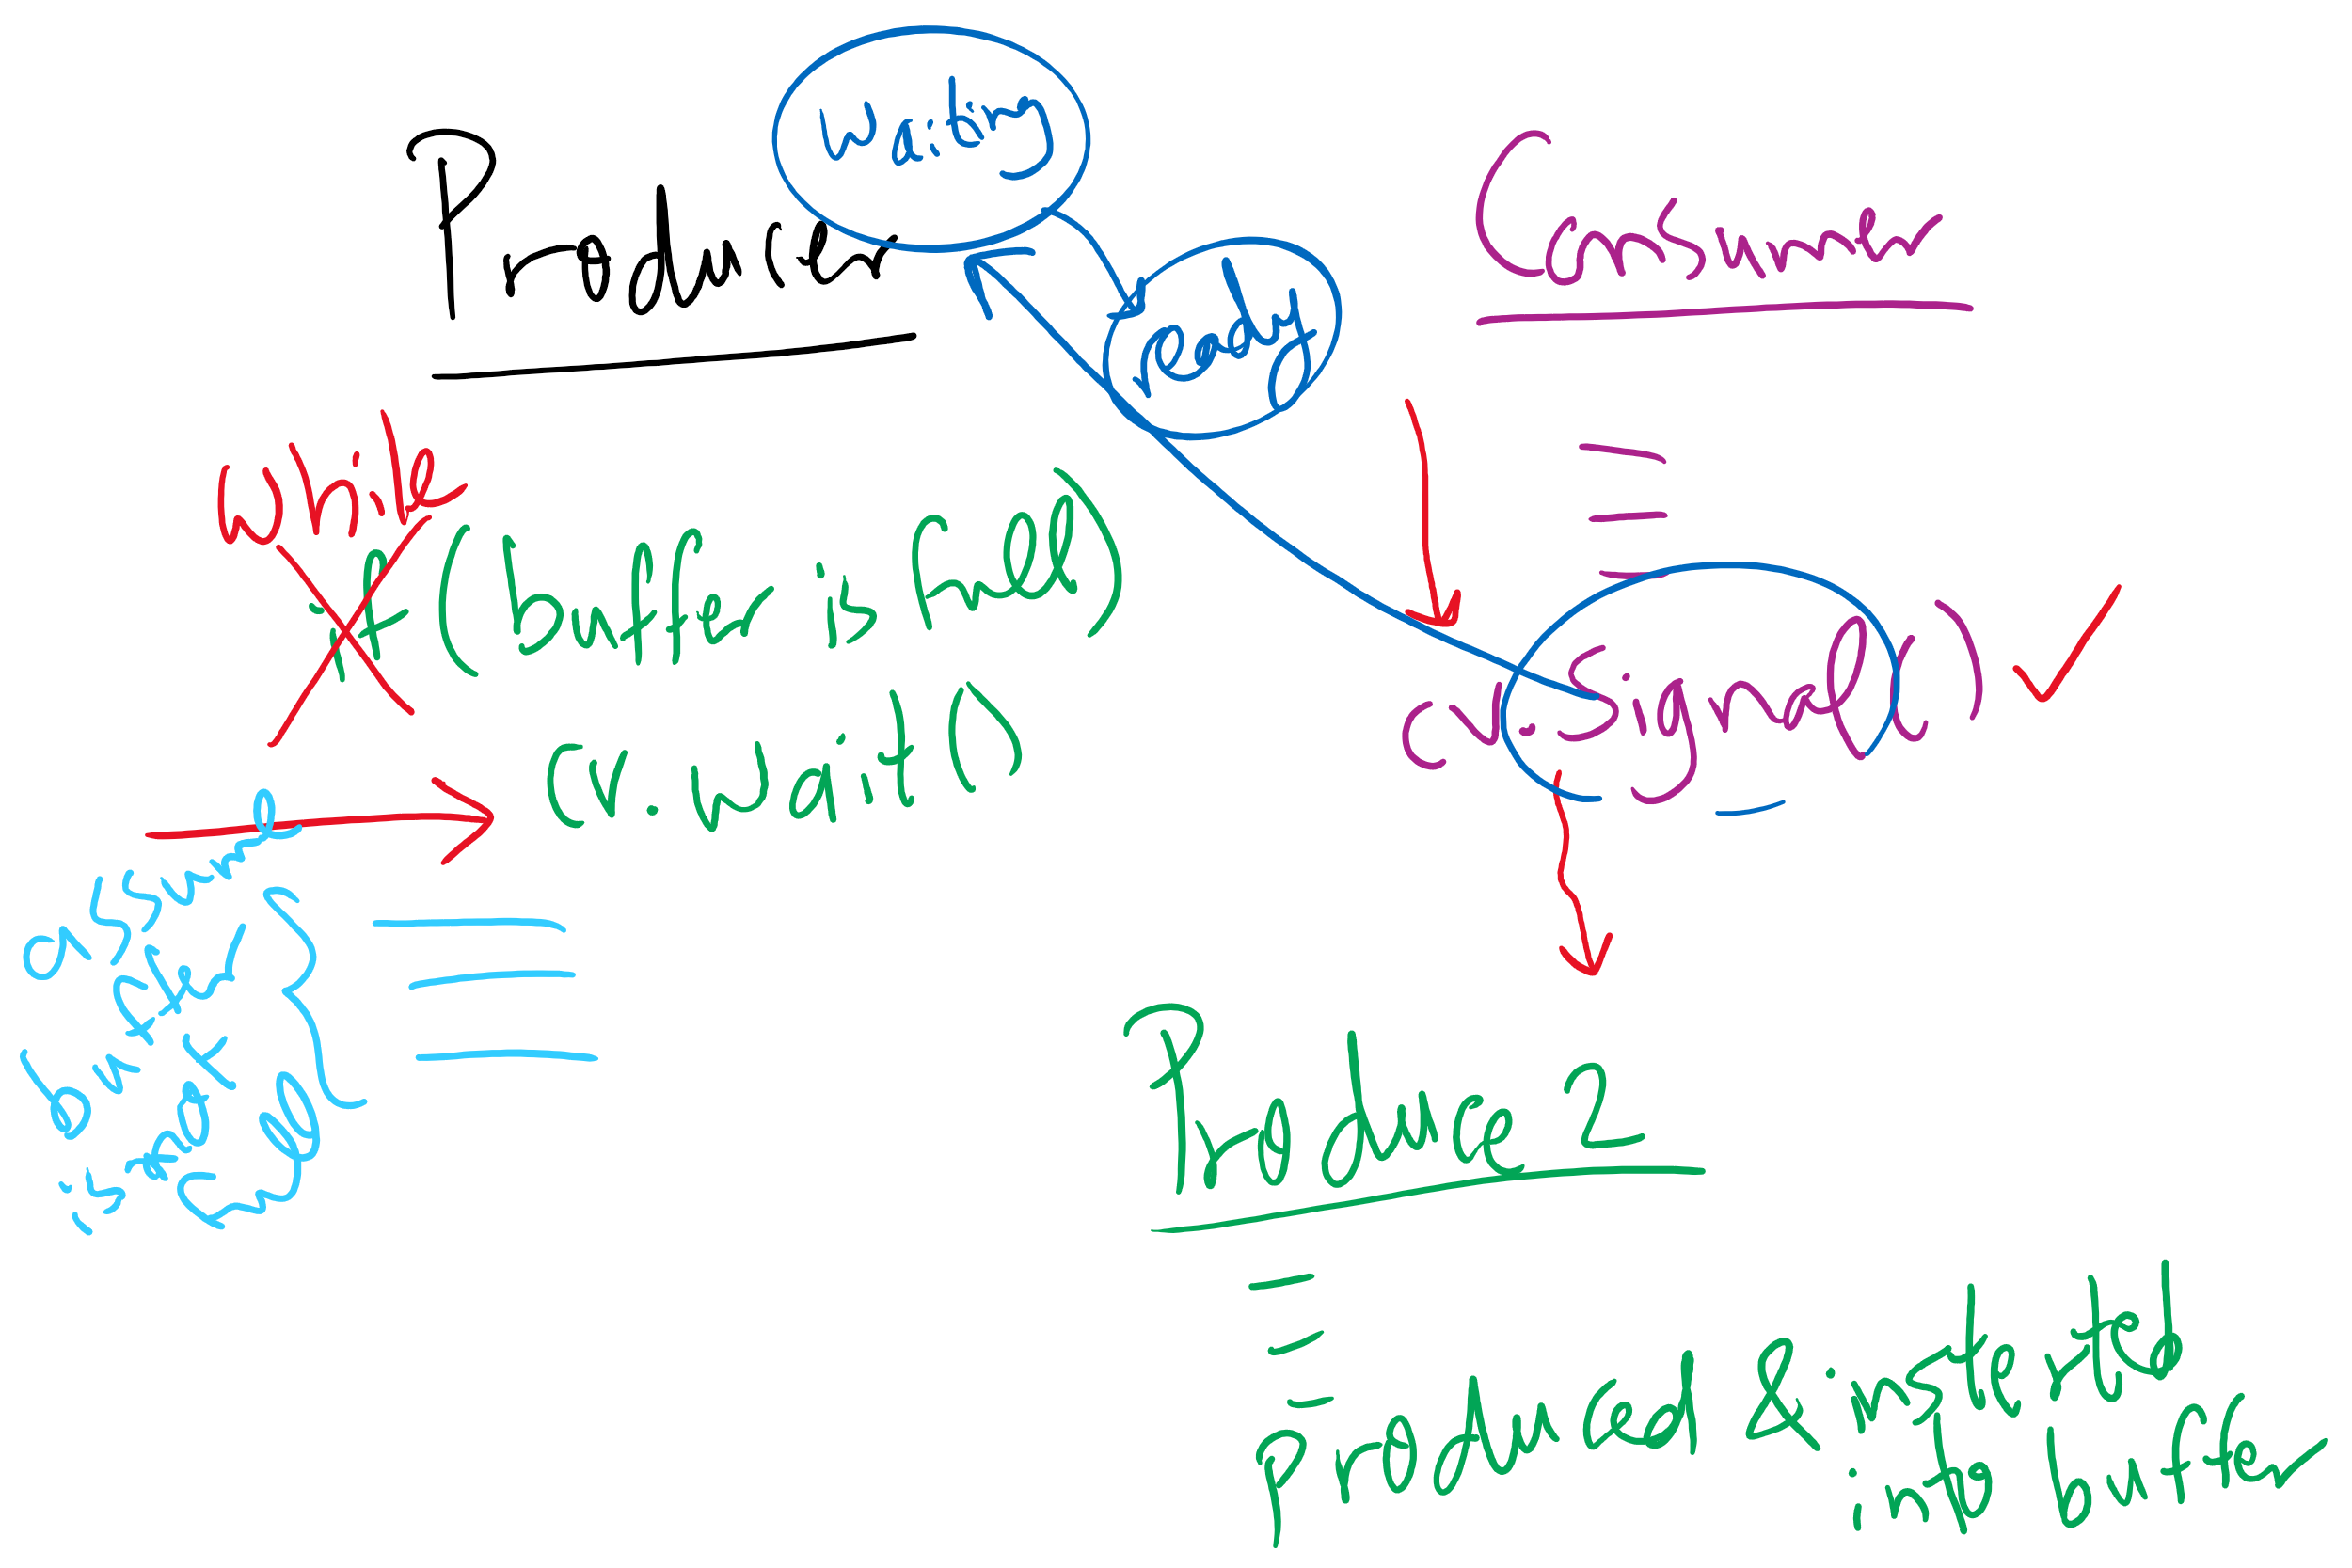 waiting
Producer
Consumer
ready
while
if ( buffer is full)
cv. wait()
cv. Signal()
assume
buffer
is not
full
Produce 2
produced & inserted
into buffer